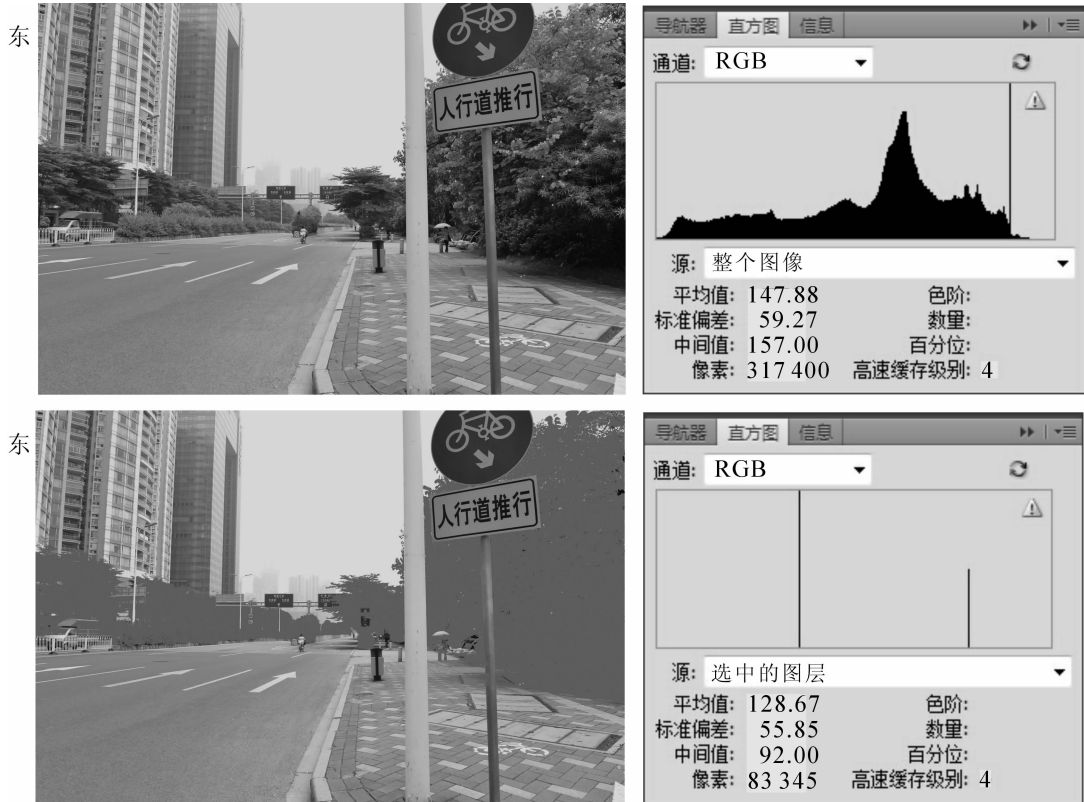 东
人行道推行
导航器 直方图 信息
通道: RGB
源: 整个图像
平均值: 147.88 色阶:
标准偏差: 59.27 数量:
中间值: 157.00 百分位:
像素: 317 400 高速缓存级别: 4
东
人行道推行
导航器 直方图 信息
通道: RGB
源: 选中的图层
平均值: 128.67 色阶:
标准偏差: 55.85 数量:
中间值: 92.00 百分位:
像素: 83 345 高速缓存级别: 4